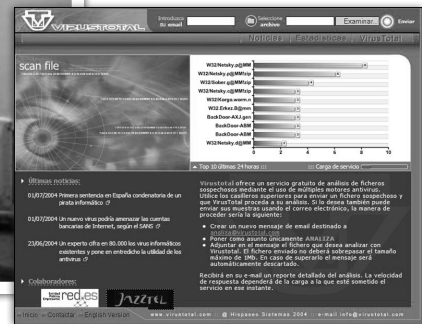 VIRUSTOTAL
Introduzca su email
Seleccione archivo
Examinar...
Enviar
Noticias | Estadísticas | VirusTotal
scan file
W32/Netsky.p@MM
W32/Netsky.p@MM!zip
W32/Sober.g@MM!zip
W32/Netsky.q@MM!zip
W32/Korgo.worm.n
W32.Erkez.B@mm
BackDoor-AXJ.gen
BackDoor-ABM
BackDoor-ABM
W32/Netsky.d@MM
0 2 4 6 8 10
Top 10 últimas 24 horas ::: ::: Carga de servicio
Últimas noticias:
01/07/2004 Primera sentencia en España condenatoria de un
pirata informático
01/07/2004 Un nuevo virus podría amenazar las cuentas
bancarias de Internet, según el SANS
23/06/2004 Un experto cifra en 80.000 los virus informáticos
existentes y pone en entredicho la utilidad de los
antivirus
Colaboradores:
red.es
JAZZTEL
Virustotal ofrece un servicio gratuito de análisis de ficheros
sospechosos mediante el uso de múltiples motores antivirus.
Utilice los casilleros superiores para enviar un fichero sospechoso y
que VirusTotal proceda a su análisis. Si lo desea también puede
enviar sus muestras usando el correo electrónico, la manera de
proceder sería la siguiente:
• Crear un nuevo mensaje de email destinado a
analiza@virustotal.com
• Poner como asunto únicamente ANALIZA
• Adjuntar en el mensaje el fichero que desea analizar con
Virustotal. El fichero enviado no deberá sobrepasar el tamaño
máximo de 1Mb. En caso de superarlo el mensaje será
automáticamente descartado.
Recibirá en su e-mail un reporte detallado del análisis. La velocidad
de respuesta dependerá de la carga a la que esté sometido el
servicio en ese instante.
Inicio :: Contactar :: English Version
www.virustotal.com :: @ Hispasec Sistemas 2004 :: e-mail info@virustotal.com